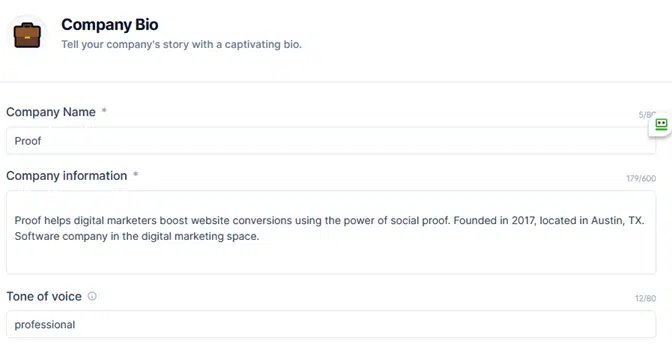 Company Bio
Tell your company's story with a captivating bio.
Company Name *
5/80
Proof
Company information *
179/600
Proof helps digital marketers boost website conversions using the power of social proof. Founded in 2017, located in Austin, TX.
Software company in the digital marketing space.
Tone of voice
12/80
professional